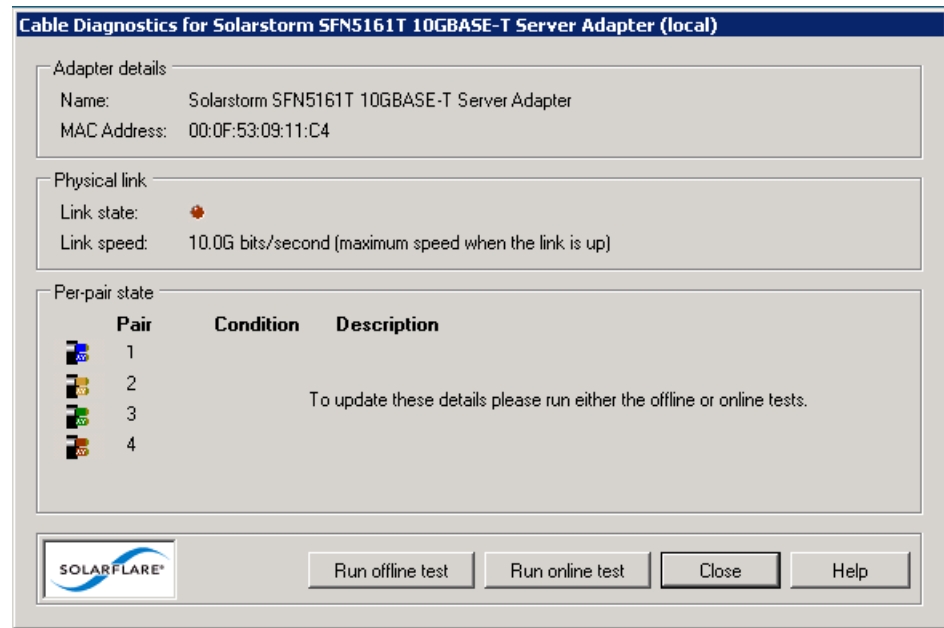 Cable Diagnostics for Solarstorm SFN5161T 10GBASE-T Server Adapter (local)
Adapter details
Name: Solarstorm SFN5161T 10GBASE-T Server Adapter
MAC Address: 00:0F:53:09:11:C4
Physical link
Link state:
Link speed: 10.0G bits/second (maximum speed when the link is up)
Per-pair state
Pair Condition Description
1
2
3
4
To update these details please run either the offline or online tests.
SOLARFLARE®
Run offline test Run online test Close Help